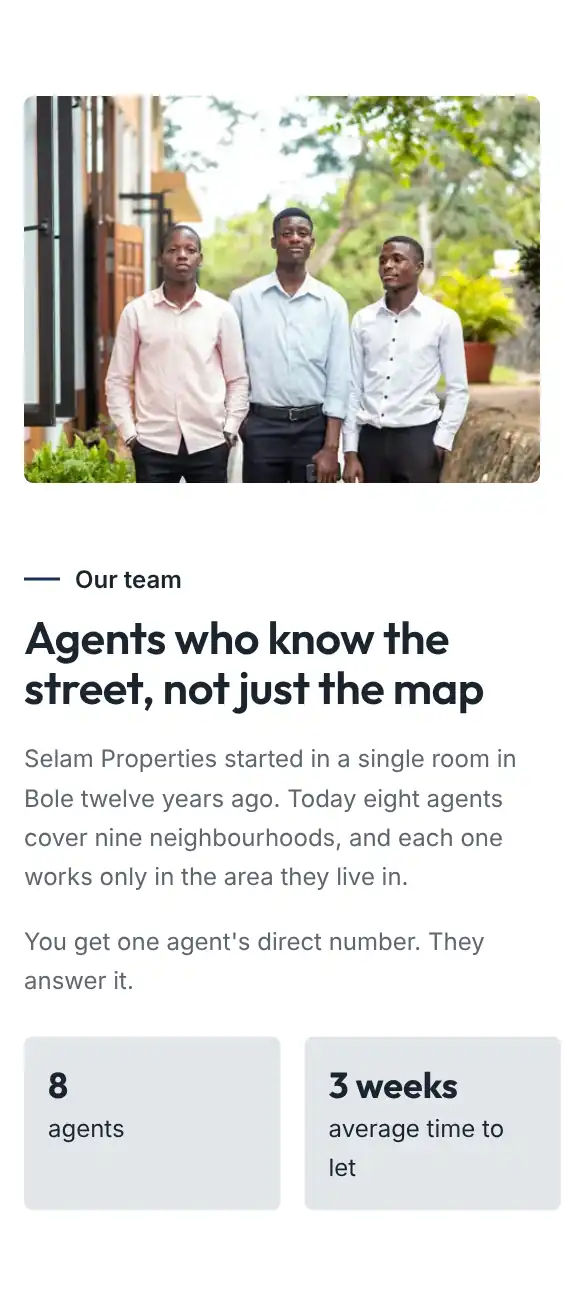 Our team
Agents who know the
street, not just the map
Selam Properties started in a single room in
Bole twelve years ago. Today eight agents
cover nine neighbourhoods, and each one
works only in the area they live in.
You get one agent's direct number. They
answer it.
8
agents
3 weeks
average time to
let